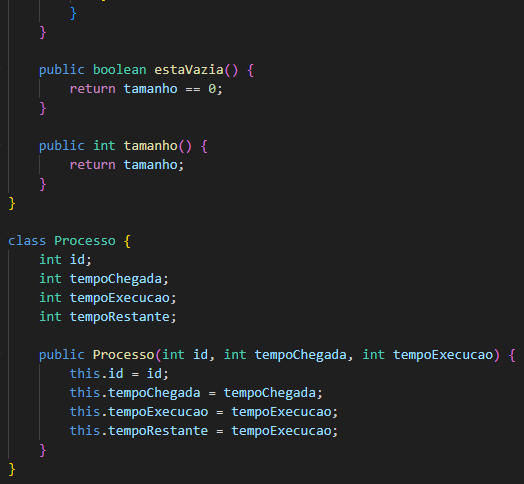 }
}
public boolean estaVazia() {
return tamanho == 0;
}
public int tamanho() {
return tamanho;
}
}
class Processo {
int id;
int tempoChegada;
int tempoExecucao;
int tempoRestante;
public Processo(int id, int tempoChegada, int tempoExecucao) {
this.id = id;
this.tempoChegada = tempoChegada;
this.tempoExecucao = tempoExecucao;
this.tempoRestante = tempoExecucao;
}
}